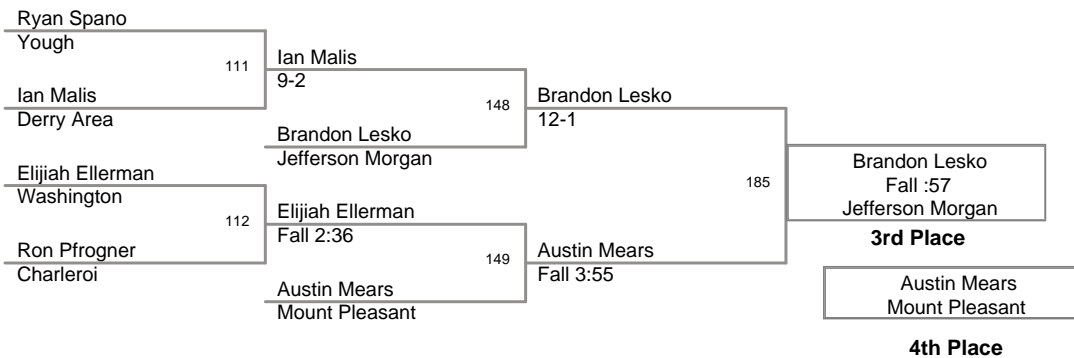 Ryan Spano
Yough
111
Ian Malis
9-2
Ian Malis
Derry Area
148
Brandon Lesko
12-1
Brandon Lesko
Jefferson Morgan
Elijiah Ellerman
Washington
185
Brandon Lesko
Fall :57
Jefferson Morgan
3rd Place
112
Elijiah Ellerman
Fall 2:36
Ron Pfrogner
Charleroi
149
Austin Mears
Fall 3:55
Austin Mears
Mount Pleasant
Austin Mears
Mount Pleasant
4th Place